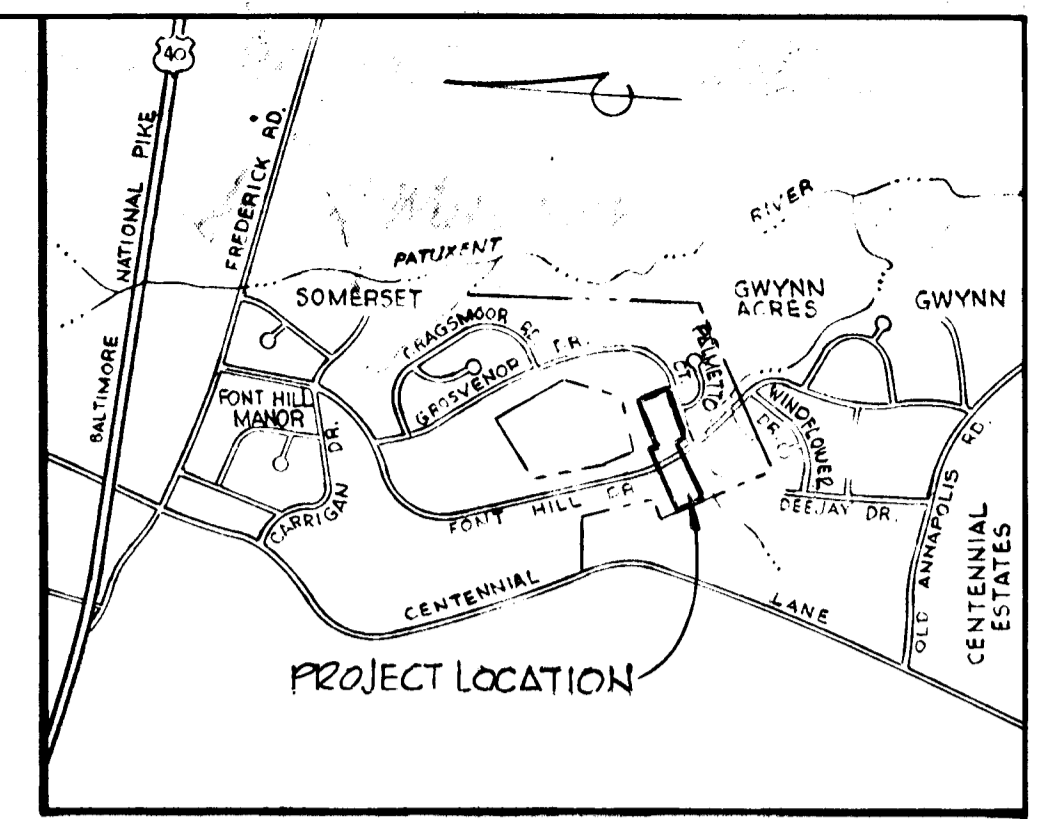 40
BALTIMORE NATIONAL PIKE
FREDERICK RD.
PATUXENT RIVER
SOMERSET
GWYNN
ACRES
GWYNN
CRAGSMOOR RD.
GROSVENOR DR.
PALMETTO
CT.
FONT HILL
MANOR
CARRIGAN DR.
WINDFLOWER
DR.
FONT HILL DR.
DEEJAY DR.
OLD ANNAPOLIS RD.
CENTENNIAL
ESTATES
CENTENNIAL LANE
PROJECT LOCATION